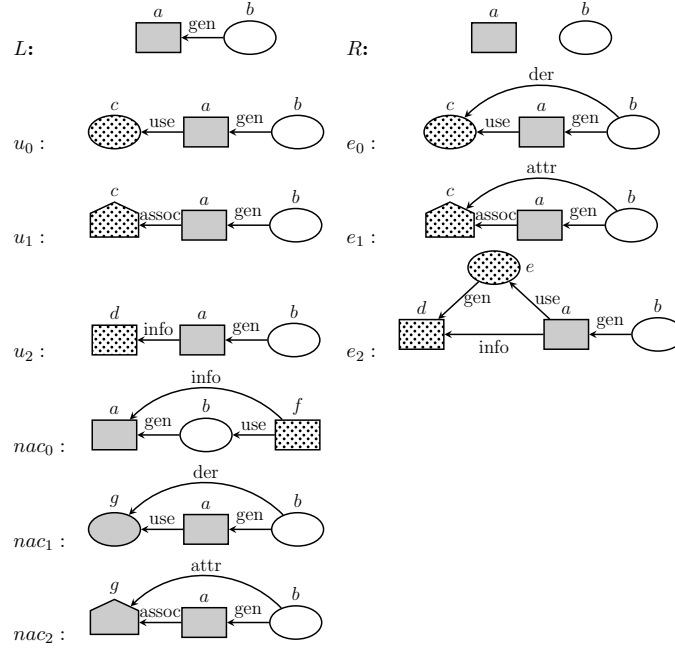 L: a gen b R: a b
u0 : c use a gen b e0 : c der use a gen b
u1 : c assoc a gen b e1 : c attr assoc a gen b
u2 : d info a gen b e2 : e d gen use info a gen b
nac0 : info a gen b use f
nac1 : der g use a gen b
nac2 : attr g assoc a gen b